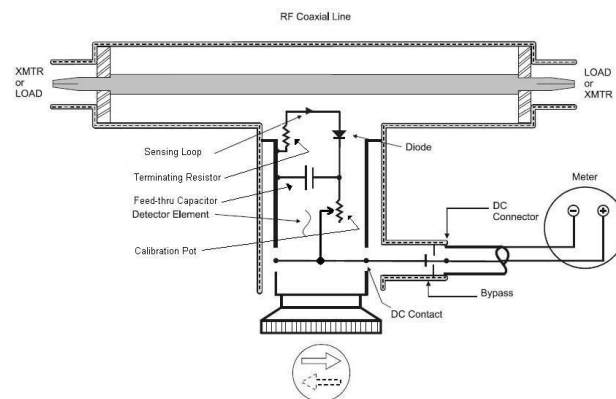 RF Coaxial Line
XMTR
or
LOAD
LOAD
or
XMTR
Sensing Loop
Diode
Terminating Resistor
Feed-thru Capacitor
Detector Element
Calibration Pot
DC
Connector
Meter
Bypass
DC Contact